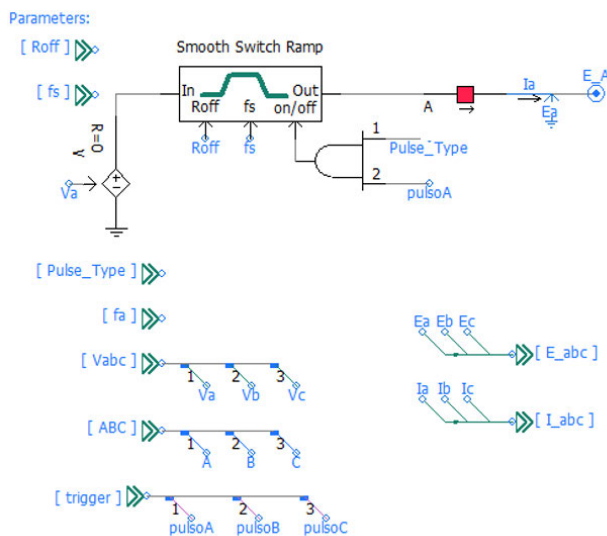 Parameters:
[ Roff ]
Smooth Switch Ramp
[ fs ]
In
Out
Roff
fs
on/off
Roff
fs
R=0
V
Va
+
-
A
Ia
Ea
E_A
1
Pulse_Type
2
pulsoA
[ Pulse_Type ]
[ fa ]
[ Vabc ]
1
2
3
Va
Vb
Vc
Ea Eb Ec
[ E_abc ]
[ ABC ]
1
2
3
A
B
C
Ia Ib Ic
[ I_abc ]
[ trigger ]
1
2
3
pulsoA
pulsoB
pulsoC